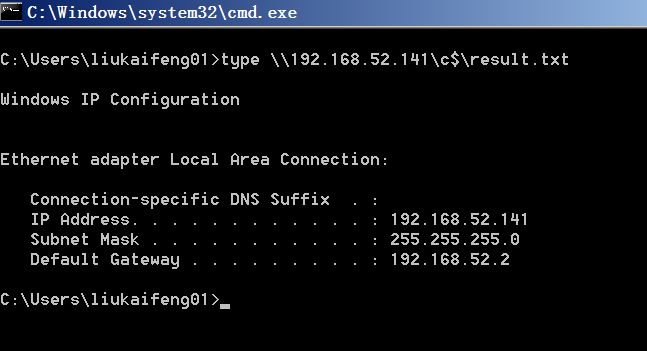 C:\Windows\system32\cmd.exe
C:\Users\liukaifeng01>type \\192.168.52.141\c$\result.txt
Windows IP Configuration
Ethernet adapter Local Area Connection:
Connection-specific DNS Suffix  . :
IP Address. . . . . . . . . . . . : 192.168.52.141
Subnet Mask . . . . . . . . . . . : 255.255.255.0
Default Gateway . . . . . . . . . : 192.168.52.2
C:\Users\liukaifeng01>_